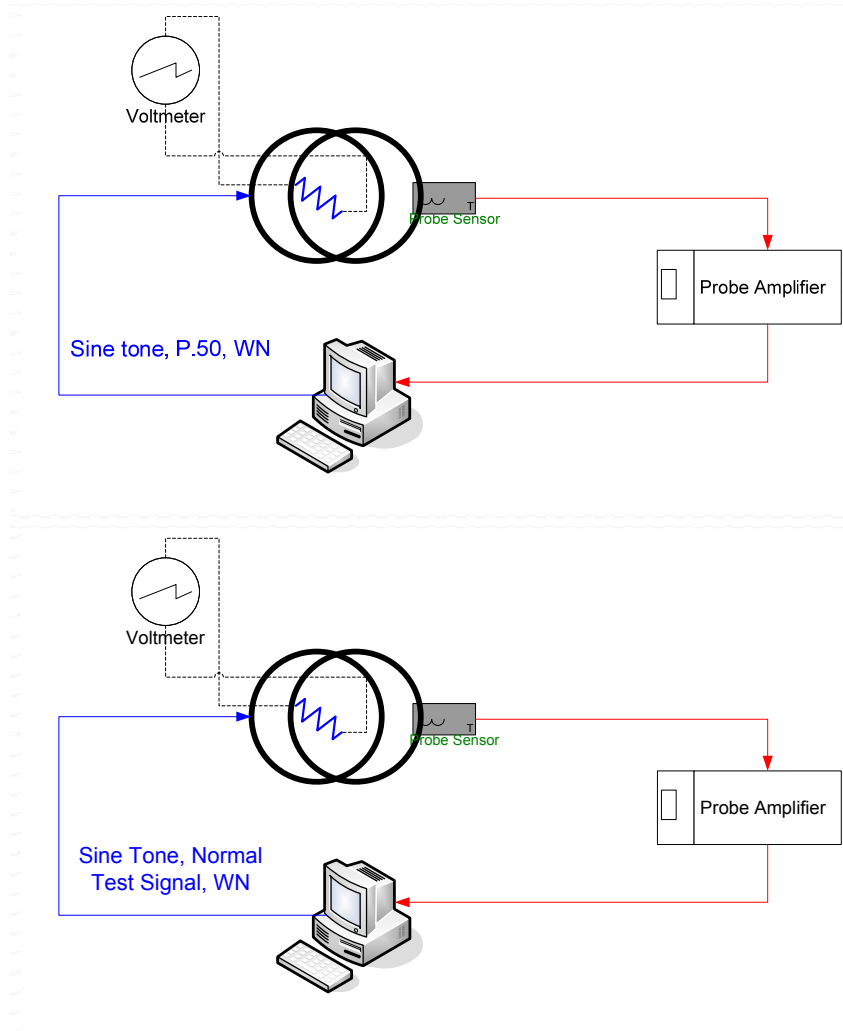 Voltmeter
T
Probe Sensor
Probe Amplifier
Sine tone, P.50, WN
Voltmeter
T
Probe Sensor
Probe Amplifier
Sine Tone, Normal
Test Signal, WN